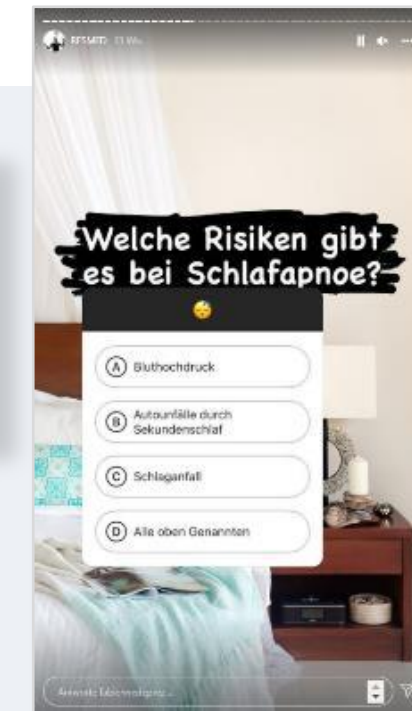 Welche Risiken gibt
es bei Schlafapnoe?
A Bluthochdruck
B Autounfälle durch
Sekundenschlaf
C Schlaganfall
D Alle oben Genannten